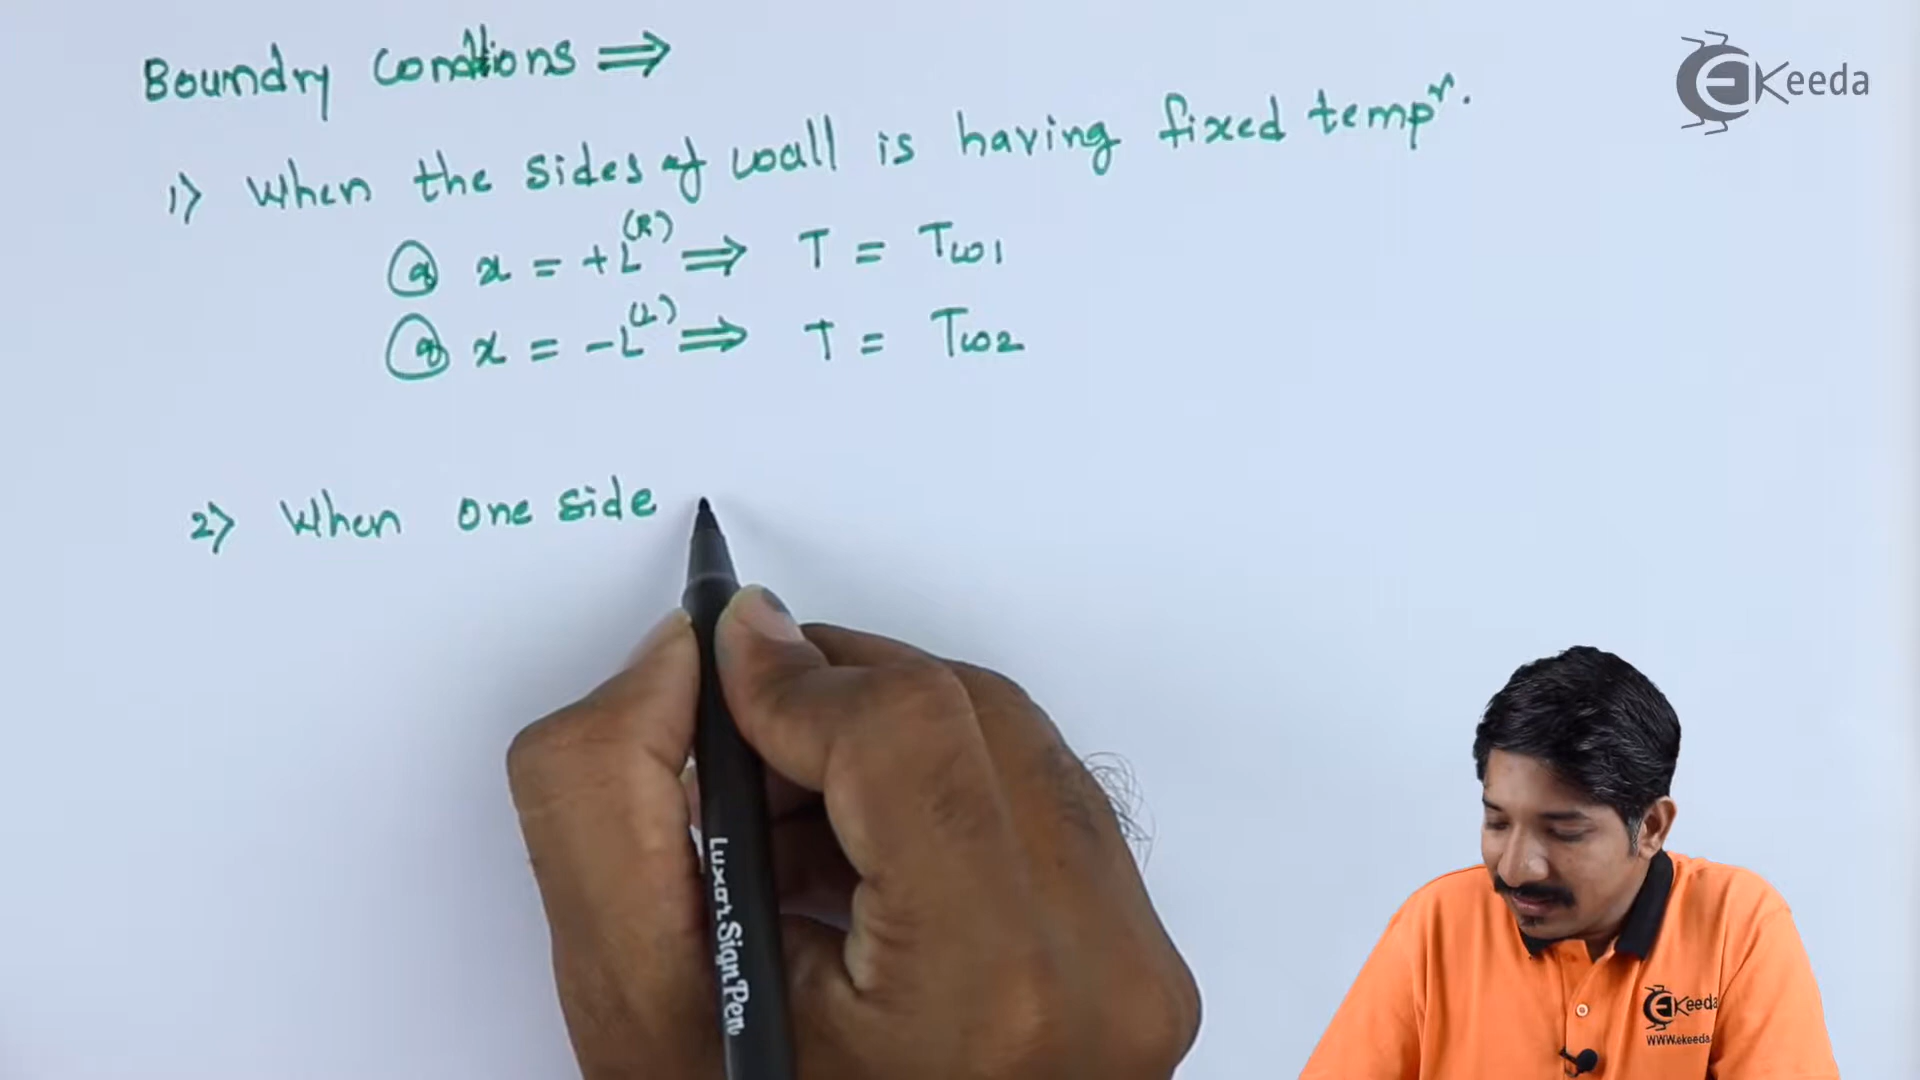 Boundry Conditions ⇒
1) When the sides of wall is having fixed tempr.
@ x = +L(R) ⇒ T = Tw1
@ x = -L(L) ⇒ T = Tw2
2) When one side
Keeda
Luxor Sign Pen
Keeda
www.ekeeda.